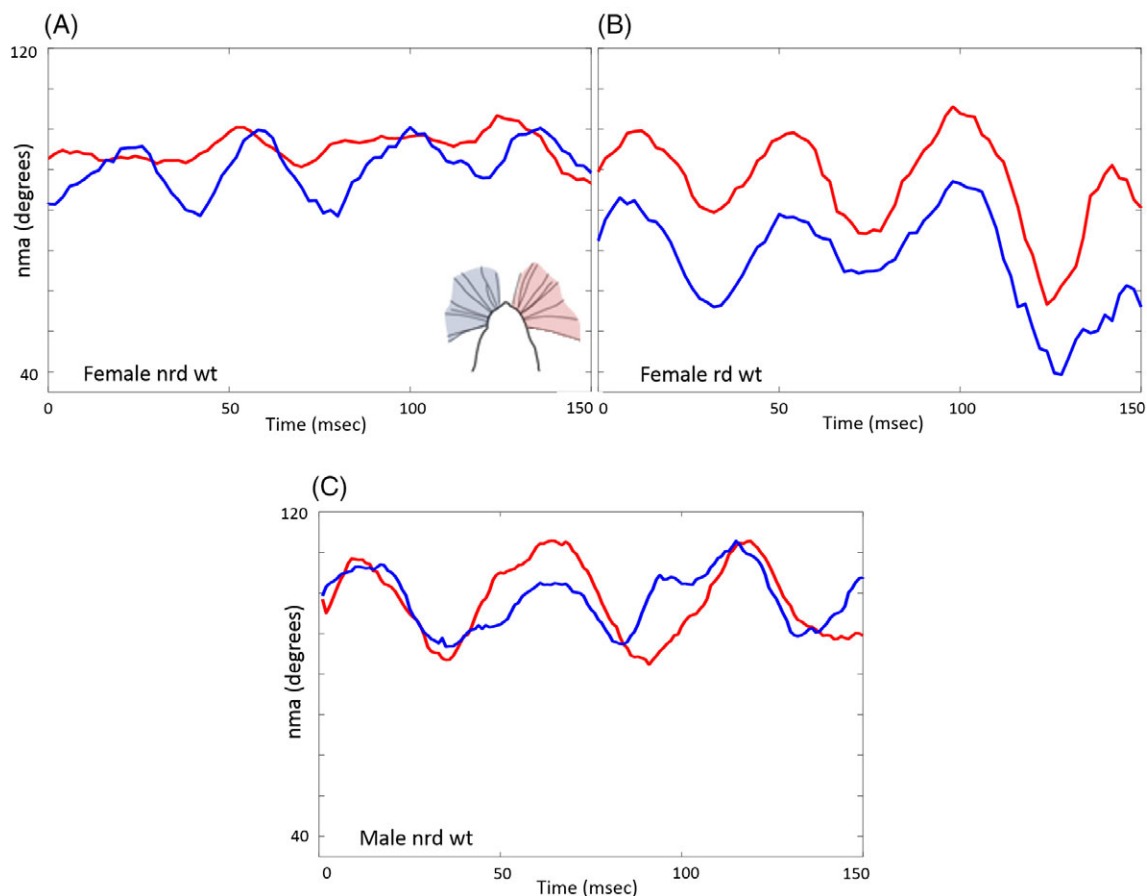 (A)
120
nma (degrees)
40
Female nrd wt
0
50
100
150
Time (msec)
(B)
Female rd wt
50
100
150
Time (msec)
(C)
120
nma (degrees)
40
Male nrd wt
0
50
100
150
Time (msec)